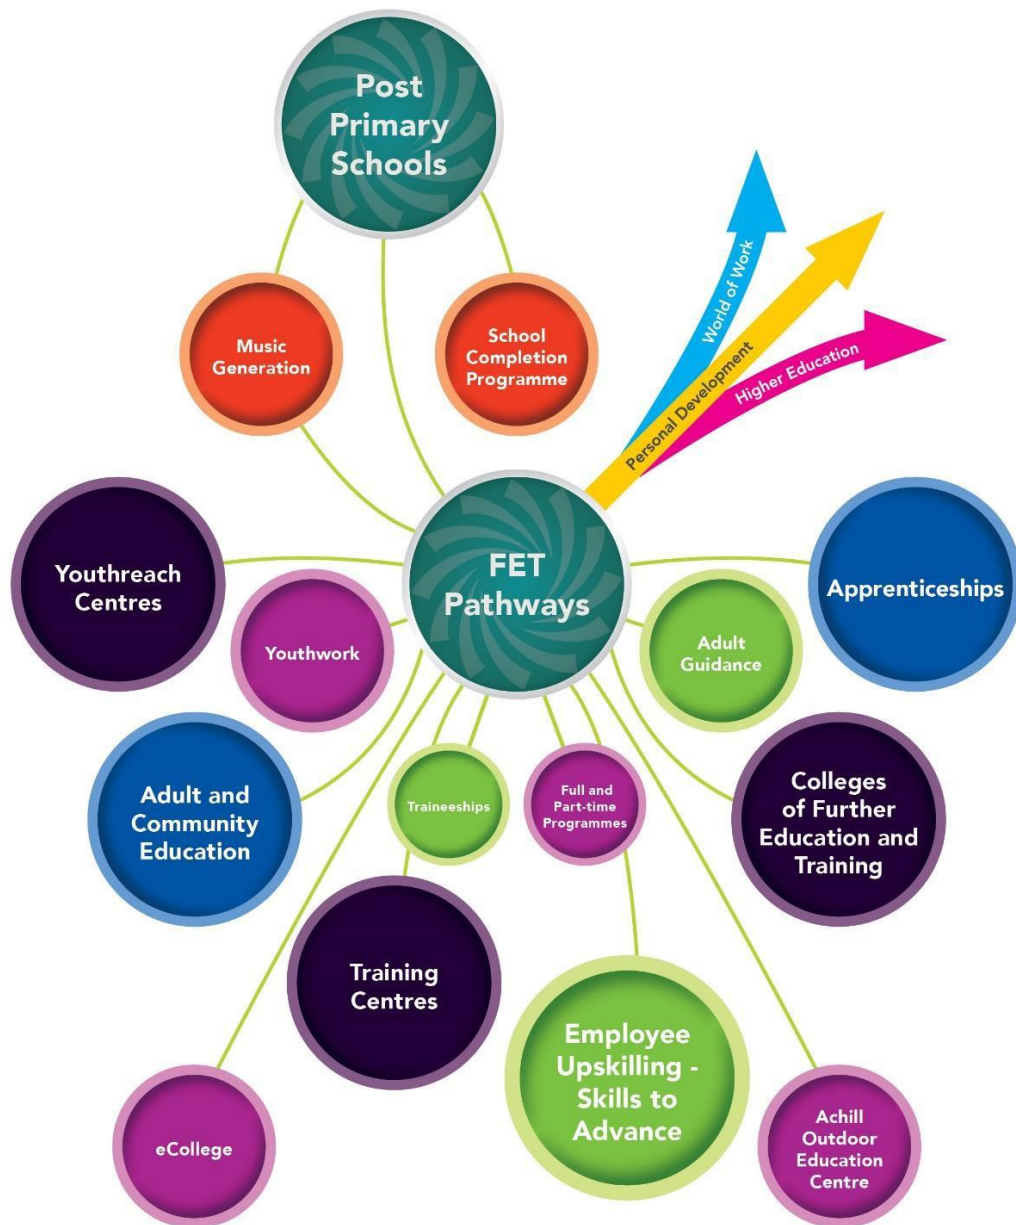 Post
Primary
Schools
Music
Generation
School
Completion
Programme
World of Work
Personal Development
Higher Education
FET
Pathways
Youthreach
Centres
Youthwork
Adult
Guidance
Apprenticeships
Adult and
Community
Education
Traineeships
Full and
Part-time
Programmes
Colleges
of Further
Education and
Training
Training
Centres
Employee
Upskilling -
Skills to
Advance
eCollege
Achill
Outdoor
Education
Centre